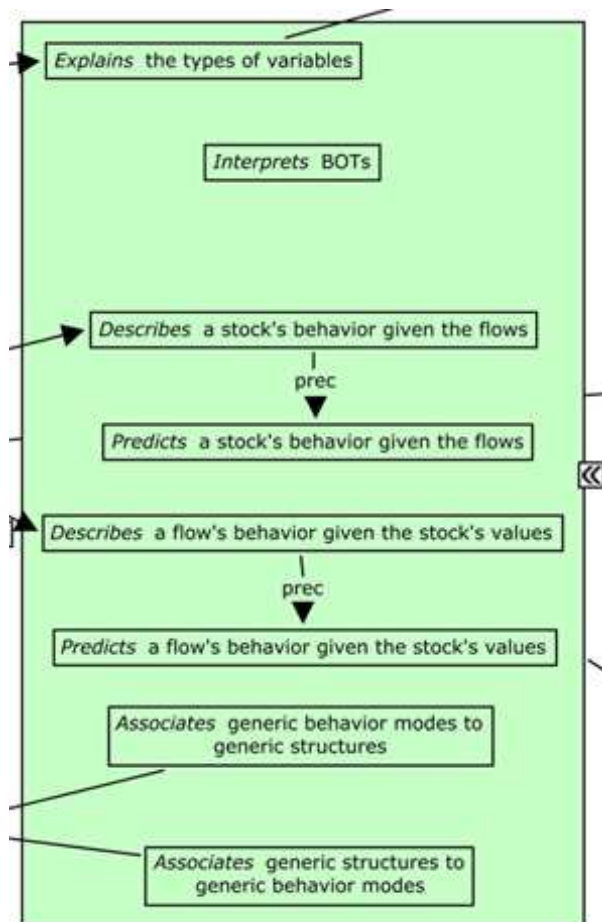 Explains the types of variables
Interprets BOTs
Describes a stock's behavior given the flows
prec
Predicts a stock's behavior given the flows
«
Describes a flow's behavior given the stock's values
prec
Predicts a flow's behavior given the stock's values
Associates generic behavior modes to
generic structures
Associates generic structures to
generic behavior modes